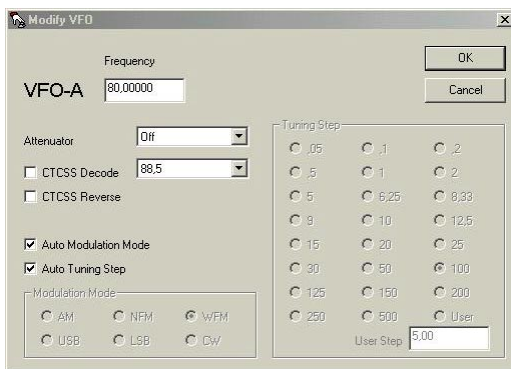 Modify VFO
Frequency
VFO-A 80,00000
OK
Cancel
Attenuator Off
CTCSS Decode 88,5
CTCSS Reverse
Auto Modulation Mode
Auto Tuning Step
Modulation Mode
AM NFM WFM
USB LSB CW
Tuning Step
,05 ,1 ,2
,5 1 2
5 6,25 8,33
9 10 12,5
15 20 25
30 50 100
125 150 200
250 500 User
User Step 5,00